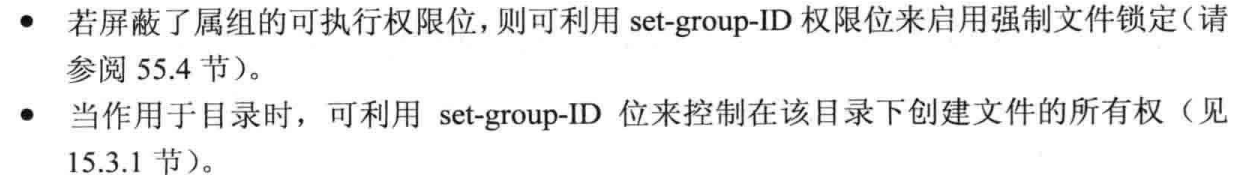 ● 若屏蔽了属组的可执行权限位，则可利用 set-group-ID 权限位来启用强制文件锁定（请
参阅 55.4 节）。
● 当作用于目录时，可利用 set-group-ID 位来控制在该目录下创建文件的所有权（见
15.3.1 节）。